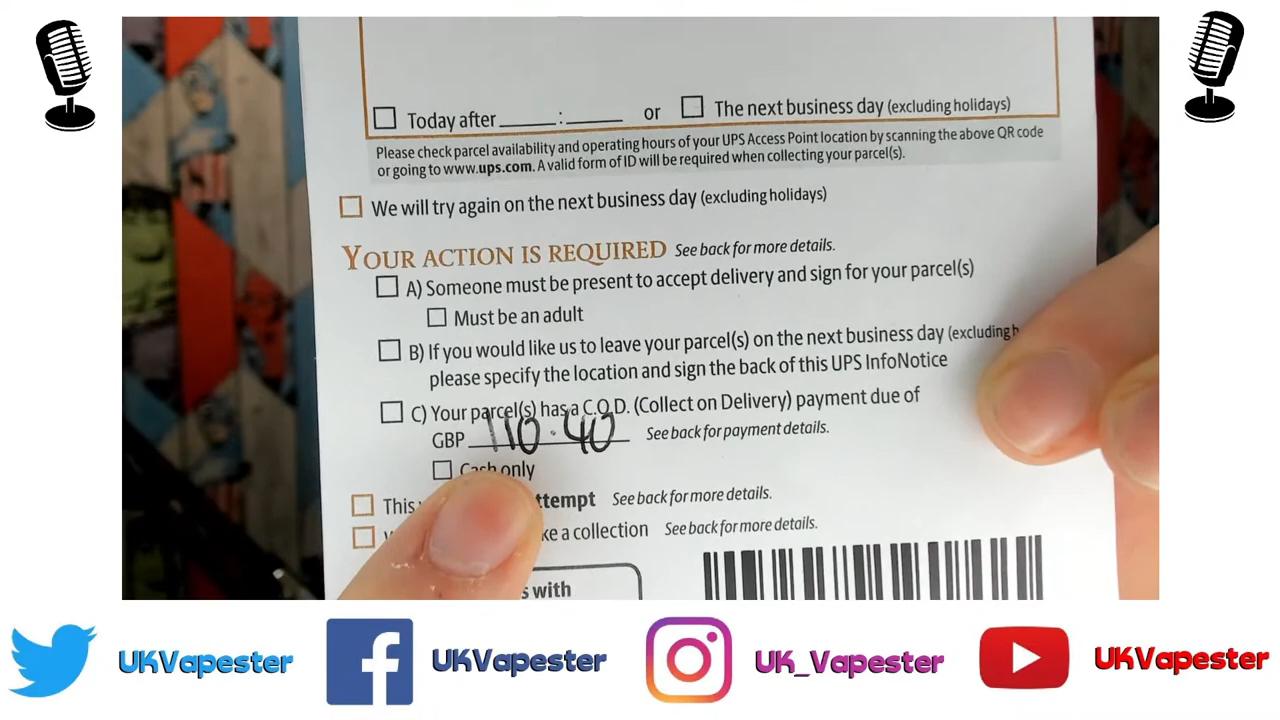 Today after ____:____ or The next business day (excluding holidays)
Please check parcel availability and operating hours of your UPS Access Point location by scanning the above QR code
or going to www.ups.com. A valid form of ID will be required when collecting your parcel(s).
We will try again on the next business day (excluding holidays)
YOUR ACTION IS REQUIRED See back for more details.
A) Someone must be present to accept delivery and sign for your parcel(s)
Must be an adult
B) If you would like us to leave your parcel(s) on the next business day (excluding
please specify the location and sign the back of this UPS InfoNotice
C) Your parcel(s) has a C.O.D. (Collect on Delivery) payment due of
GBP 110.40 See back for payment details.
Cash only
This attempt See back for more details.
a collection See back for more details.
with
UKVapester UKVapester UK_Vapester UKVapester